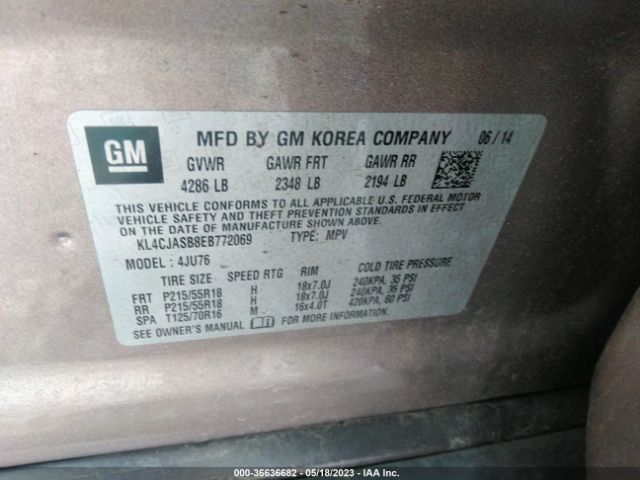 GM
MFD BY GM KOREA COMPANY 06/14
GVWR GAWR FRT GAWR RR
4286 LB 2348 LB 2194 LB
THIS VEHICLE CONFORMS TO ALL APPLICABLE U.S. FEDERAL MOTOR
VEHICLE SAFETY AND THEFT PREVENTION STANDARDS IN EFFECT
ON THE DATE OF MANUFACTURE SHOWN ABOVE.
KL4CJASB8EB772069 TYPE: MPV
MODEL : 4JU76
TIRE SIZE SPEED RTG RIM COLD TIRE PRESSURE
FRT P215/55R18 H 18x7.0J 240KPA, 35 PSI
RR P215/55R18 H 18x7.0J 240KPA, 35 PSI
SPA T125/70R16 M 16x4.0T 420KPA, 60 PSI
SEE OWNER'S MANUAL FOR MORE INFORMATION.
000-36636682 - 05/18/2023 - IAA Inc.